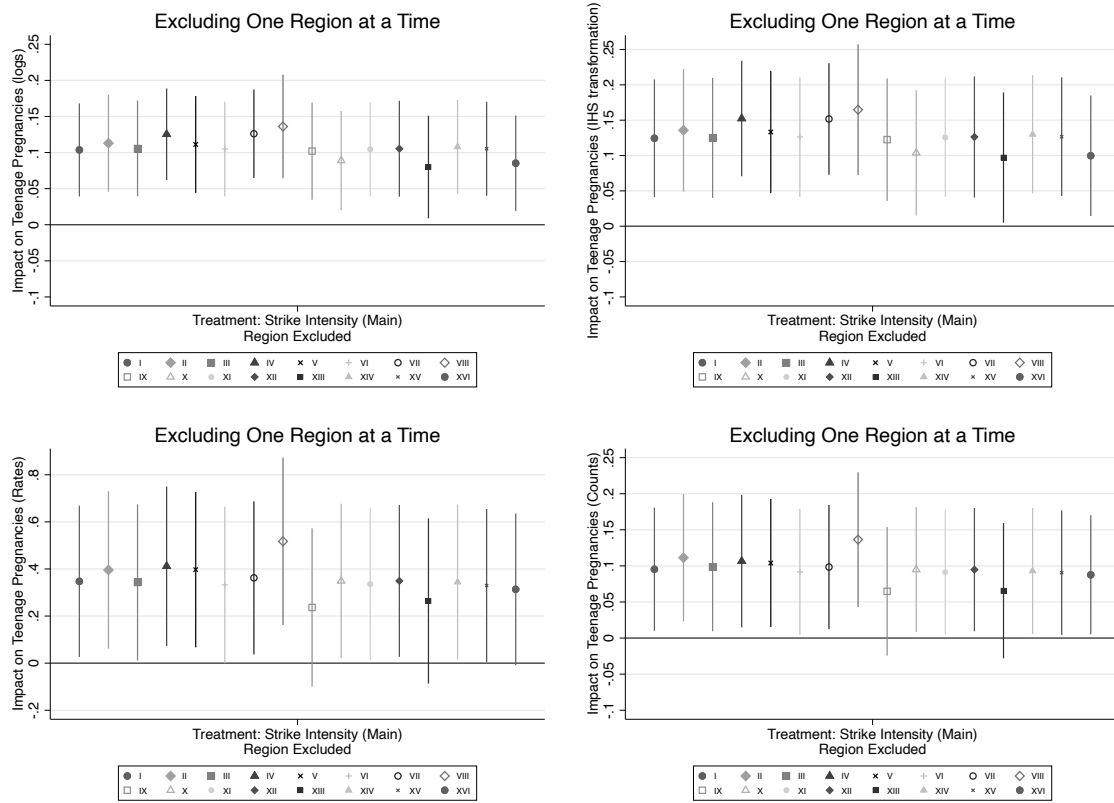 Excluding One Region at a Time
Impact on Teenage Pregnancies (logs)
.25
.2
.15
.1
.05
0
-.05
-.1
Treatment: Strike Intensity (Main)
Region Excluded
I II III IV V VI VII VIII
IX X XI XII XIII XIV XV XVI
Excluding One Region at a Time
Impact on Teenage Pregnancies (IHS transformation)
.25
.2
.15
.1
.05
0
-.05
-.1
Treatment: Strike Intensity (Main)
Region Excluded
I II III IV V VI VII VIII
IX X XI XII XIII XIV XV XVI
Excluding One Region at a Time
Impact on Teenage Pregnancies (Rates)
.8
.6
.4
.2
0
-.2
Treatment: Strike Intensity (Main)
Region Excluded
I II III IV V VI VII VIII
IX X XI XII XIII XIV XV XVI
Excluding One Region at a Time
Impact on Teenage Pregnancies (Counts)
.25
.2
.15
.1
.05
0
-.05
-.1
Treatment: Strike Intensity (Main)
Region Excluded
I II III IV V VI VII VIII
IX X XI XII XIII XIV XV XVI